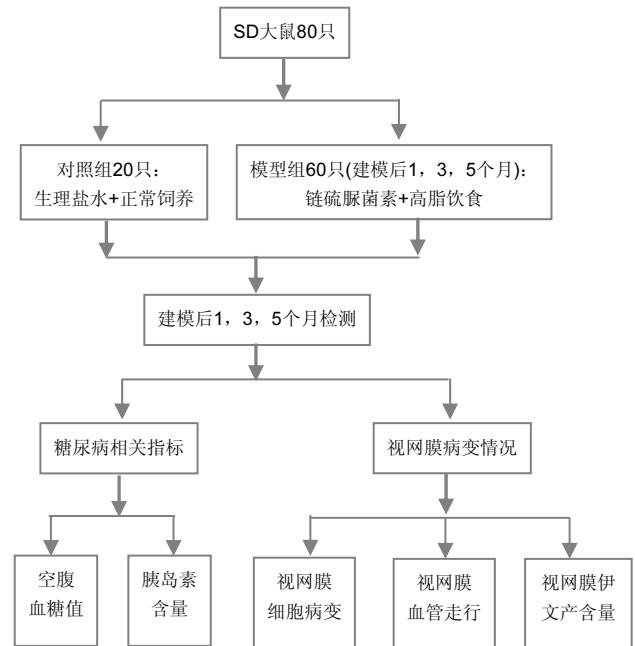 SD大鼠80只
对照组20只：
生理盐水+正常饲养
模型组60只(建模后1，3，5个月)：
链硫脲菌素+高脂饮食
建模后1，3，5个月检测
糖尿病相关指标
视网膜病变情况
空腹
血糖值
胰岛素
含量
视网膜
细胞病变
视网膜
血管走行
视网膜伊
文产含量